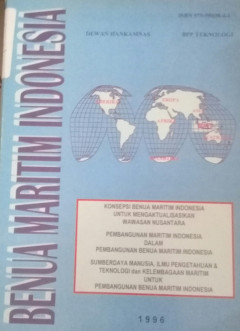 DEWAN HANKAMNAS
BPP TEKNOLOGI
BENUA MARITIM INDONESIA
KONSEPSI BENUA MARITIM INDONESIA
UNTUK MENGAKTUALISASIKAN
WAWASAN NUSANTARA
PEMBANGUNAN MARITIM INDONESIA
DALAM
PEMBANGUNAN BENUA MARITIM INDONESIA
SUMBERDAYA MANUSIA, ILMU PENGETAHUAN &
TEKNOLOGI dan KELEMBAGAAN MARITIM
UNTUK
PEMBANGUNAN BENUA MARITIM INDONESIA
1996